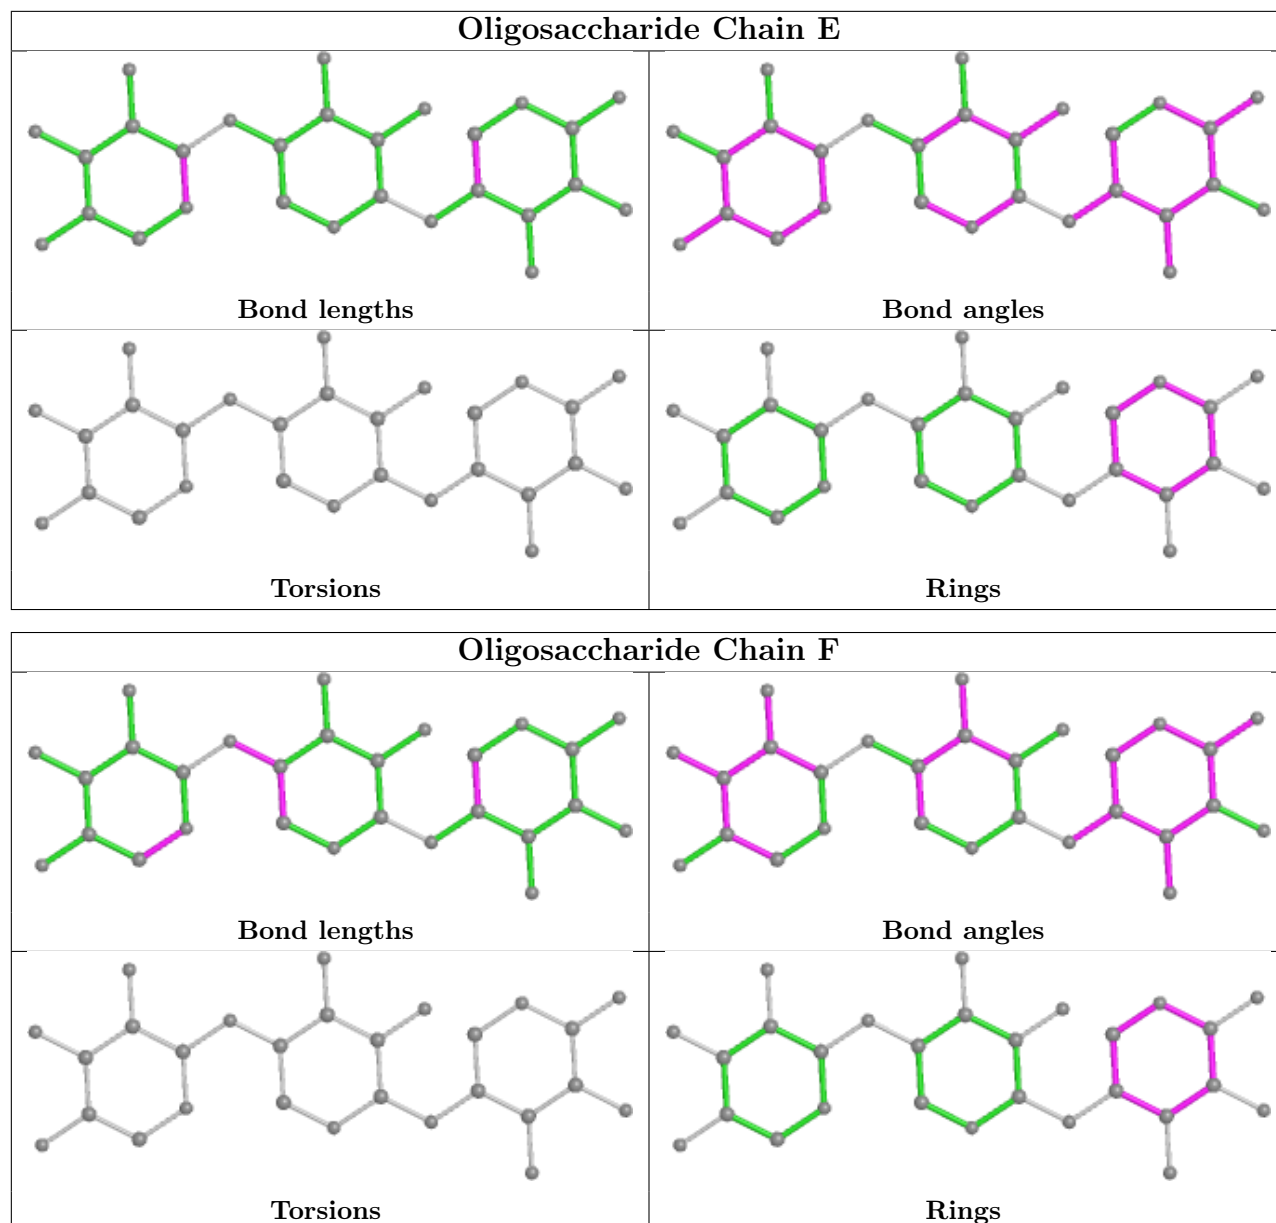 Oligosaccharide Chain E
Bond lengths
Bond angles
Torsions
Rings
Oligosaccharide Chain F
Bond lengths
Bond angles
Torsions
Rings